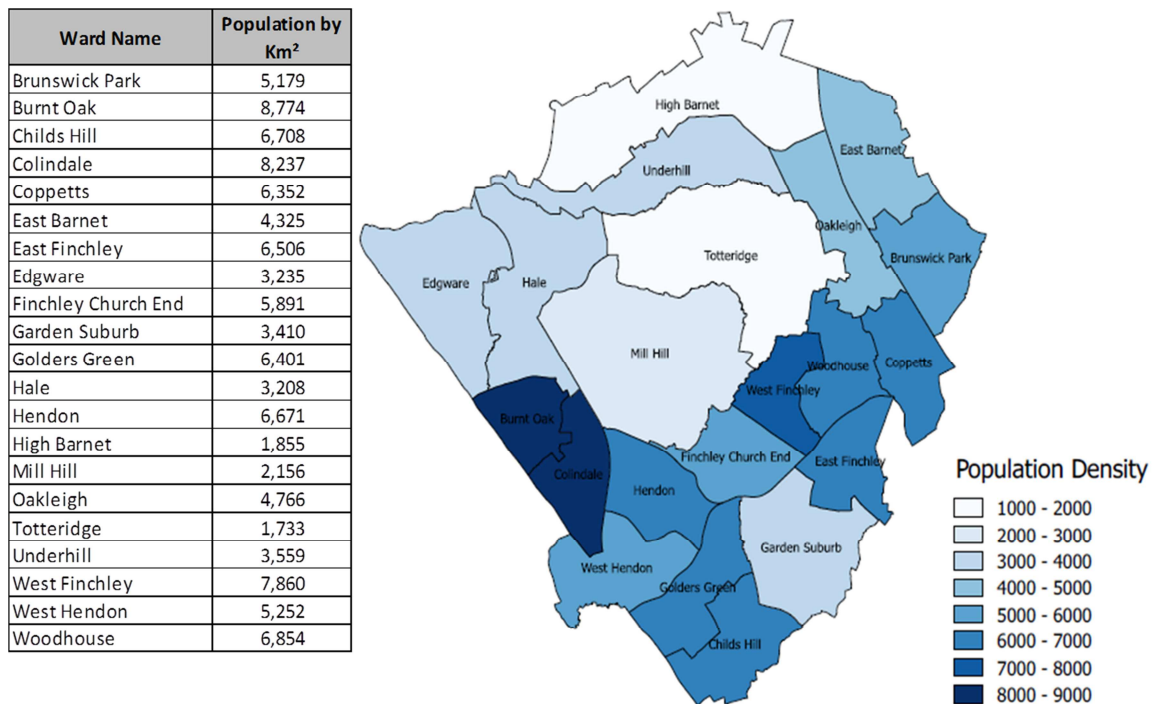 Ward Name Population by
Km²
Brunswick Park 5,179
Burnt Oak 8,774
Childs Hill 6,708
Colindale 8,237
Coppetts 6,352
East Barnet 4,325
East Finchley 6,506
Edgware 3,235
Finchley Church End 5,891
Garden Suburb 3,410
Golders Green 6,401
Hale 3,208
Hendon 6,671
High Barnet 1,855
Mill Hill 2,156
Oakleigh 4,766
Totteridge 1,733
Underhill 3,559
West Finchley 7,860
West Hendon 5,252
Woodhouse 6,854
High Barnet
East Barnet
Underhill
Oakleigh
Totteridge
Brunswick Park
Edgware
Hale
Mill Hill
Woodhouse
Coppetts
West Finchley
Burnt Oak
Finchley Church End
East Finchley
Colindale
Hendon
Garden Suburb
West Hendon
Golders Green
Childs Hill
Population Density
1000 - 2000
2000 - 3000
3000 - 4000
4000 - 5000
5000 - 6000
6000 - 7000
7000 - 8000
8000 - 9000